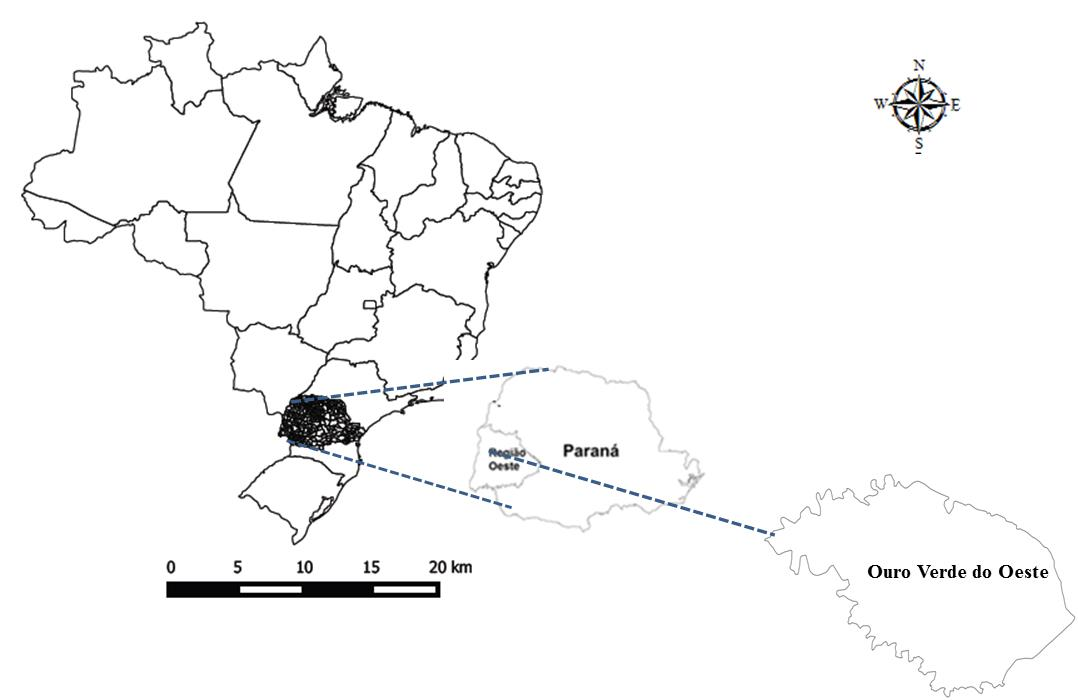 N
W E
S
Paraná
Região
Oeste
Ouro Verde do Oeste
0 5 10 15 20 km